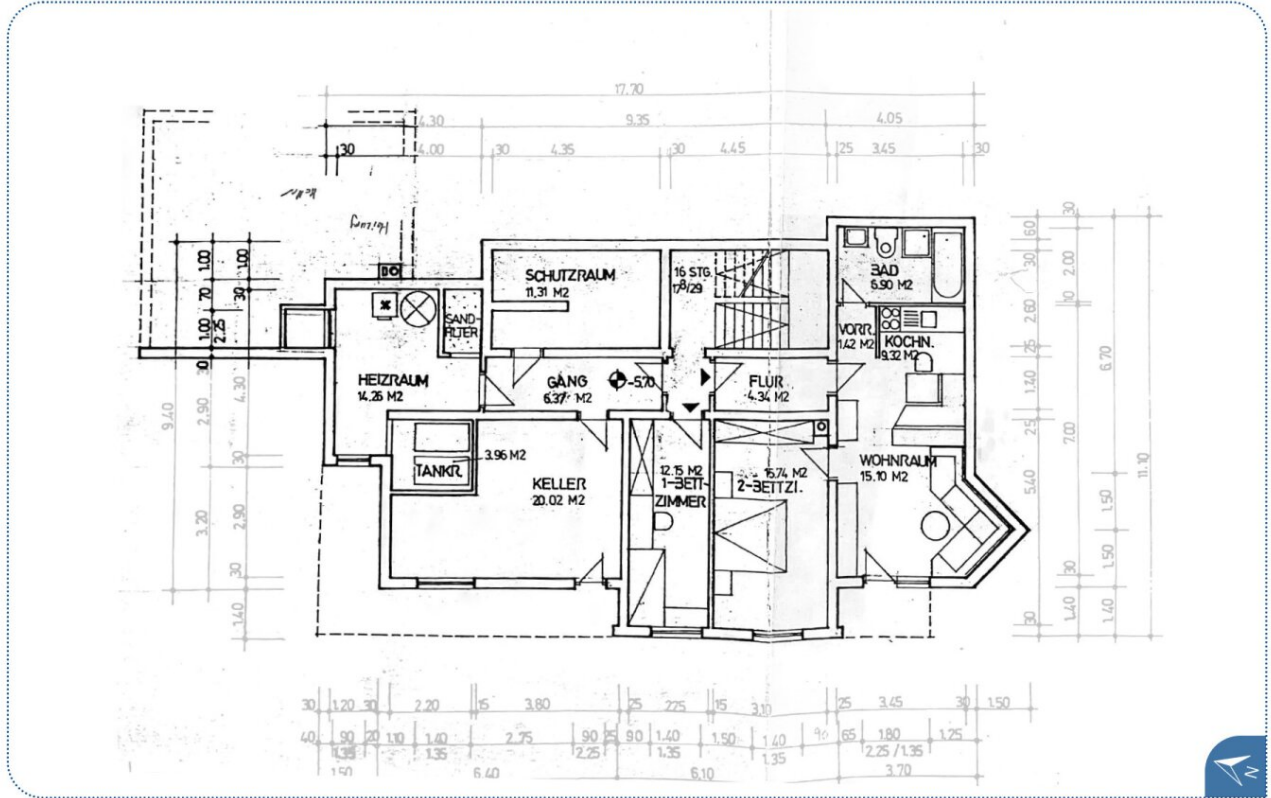 17.70
4.30 9.35 4.05
30 4.00 30 4.35 30 4.45 25 3.45 30
Heizung
SCHUTZRAUM
11,31 M2
16 STG.
17⁸/29
BAD
6.90 M2
SAND-
FILTER
VORR.
1.42 M2
KOCHN.
9.32 M2
HEIZRAUM
14.26 M2
GANG
6.37 M2
-5.70
FLUR
4.34 M2
TANKR.
3.96 M2
KELLER
20.02 M2
12.15 M2
1-BETT-
ZIMMER
16.74 M2
2-BETTZI.
WOHNRAUM
15.10 M2
9.40
1.00 70 1.00 2.25 30 2.90 3.20
1.00 30 4.30 30 2.90 30 1.40
60 30 2.60 25 1.40 25 5.40 30
30 2.00 10 7.00 30 1.40
6.70 1.50 1.50 1.40
11.10
30 1.20 30 2.20 15 3.80 25 2.75 15 3.10 25 3.45 30 1.50
40 90 20 1.10 1.40 2.75 90 25 90 1.40 1.50 1.40 90 65 1.80 1.25
1.35 1.35 2.25 1.35 1.35 2.25 / 1.35
1.50 6.40 6.10 3.70
N